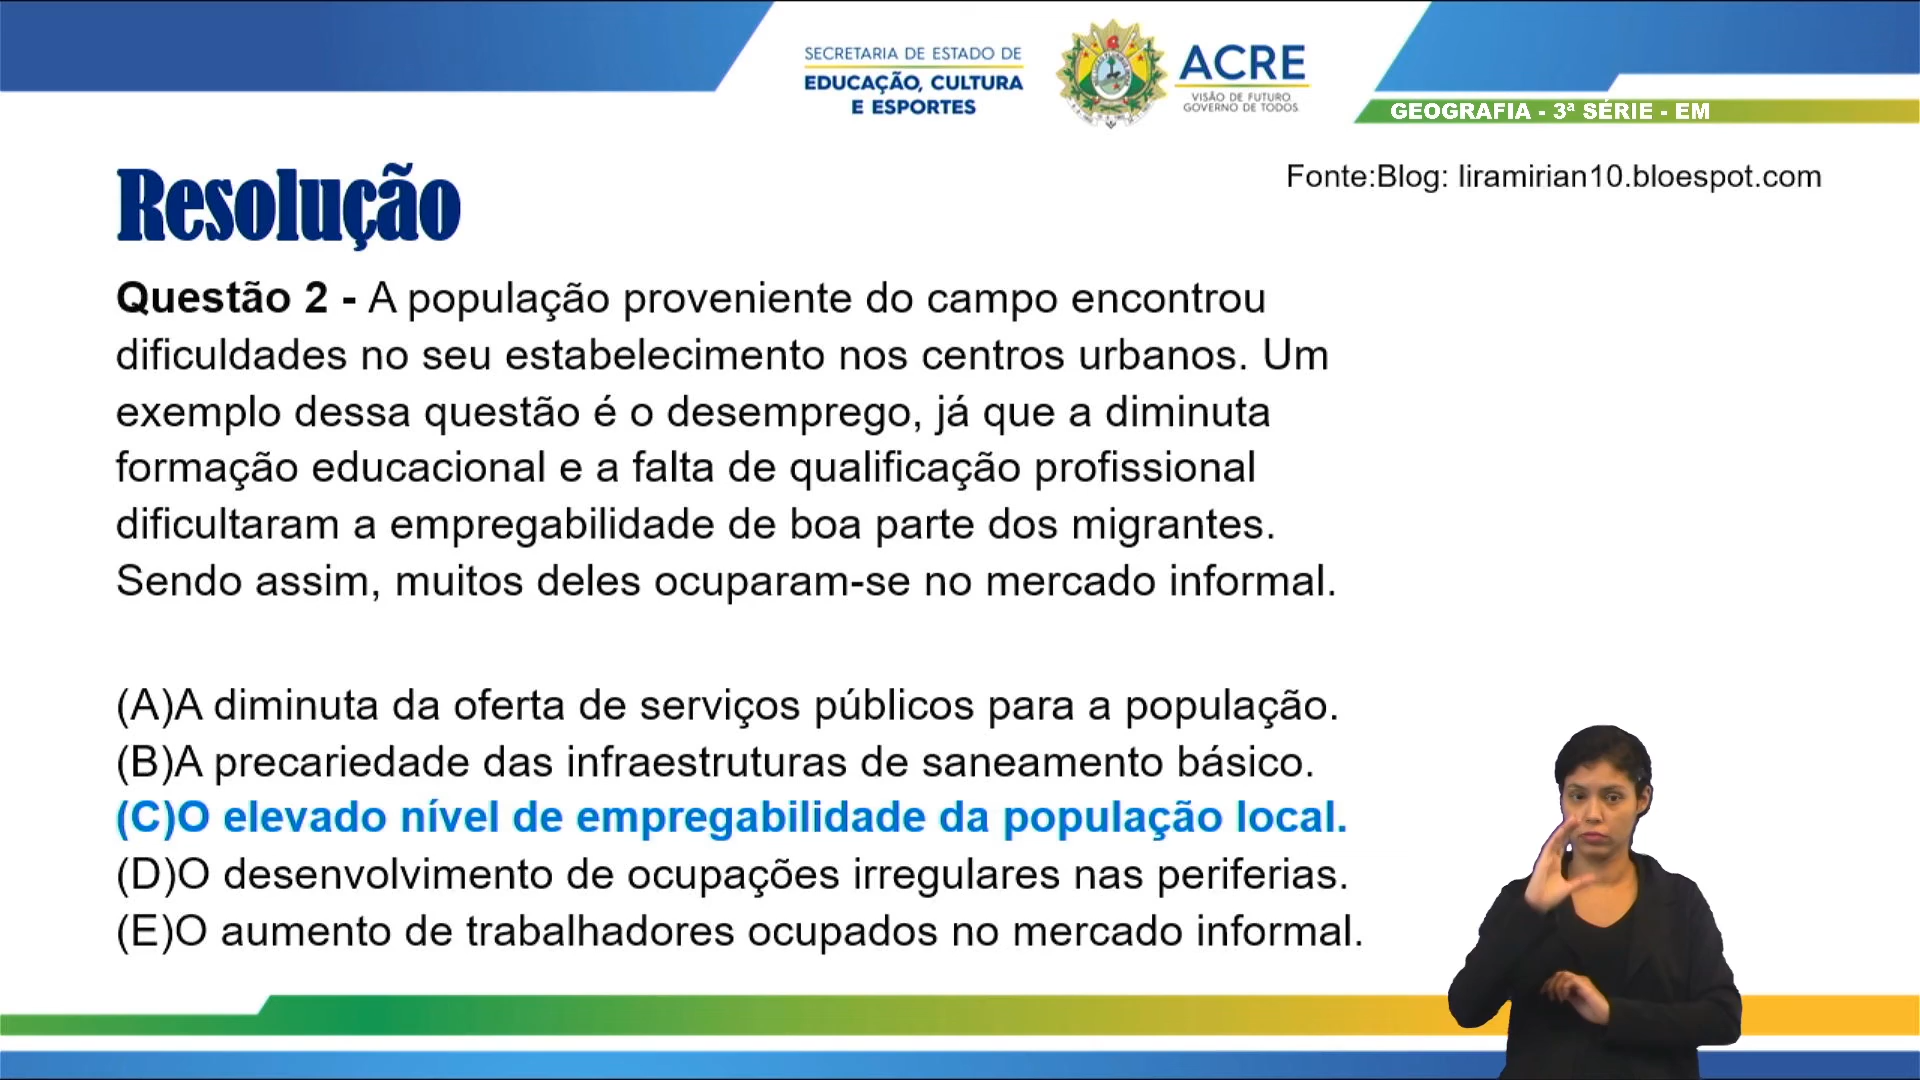 SECRETARIA DE ESTADO DE
EDUCAÇÃO, CULTURA
E ESPORTES
ACRE
VISÃO DE FUTURO
GOVERNO DE TODOS
GEOGRAFIA - 3ª SÉRIE - EM
Resolução
Fonte:Blog: liramirian10.bloespot.com
Questão 2 - A população proveniente do campo encontrou
dificuldades no seu estabelecimento nos centros urbanos. Um
exemplo dessa questão é o desemprego, já que a diminuta
formação educacional e a falta de qualificação profissional
dificultaram a empregabilidade de boa parte dos migrantes.
Sendo assim, muitos deles ocuparam-se no mercado informal.
(A)A diminuta da oferta de serviços públicos para a população.
(B)A precariedade das infraestruturas de saneamento básico.
(C)O elevado nível de empregabilidade da população local.
(D)O desenvolvimento de ocupações irregulares nas periferias.
(E)O aumento de trabalhadores ocupados no mercado informal.